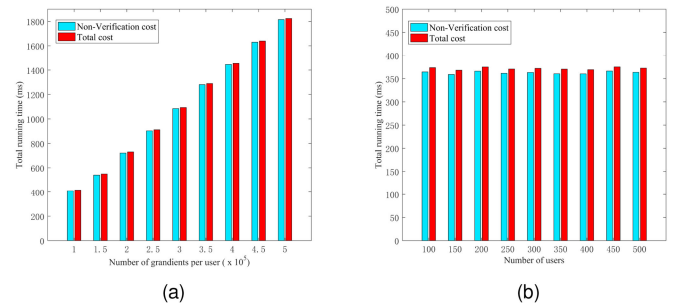 1800
1600
1400
1200
1000
800
600
400
200
0
Total running time (ms)
Non-Verification cost
Total cost
1 1.5 2 2.5 3 3.5 4 4.5 5
Number of grandients per user ( x 10^5)
(a)
500
450
400
350
300
250
200
150
100
50
0
Total running time (ms)
Non-Verification cost
Total cost
100 150 200 250 300 350 400 450 500
Number of users
(b)